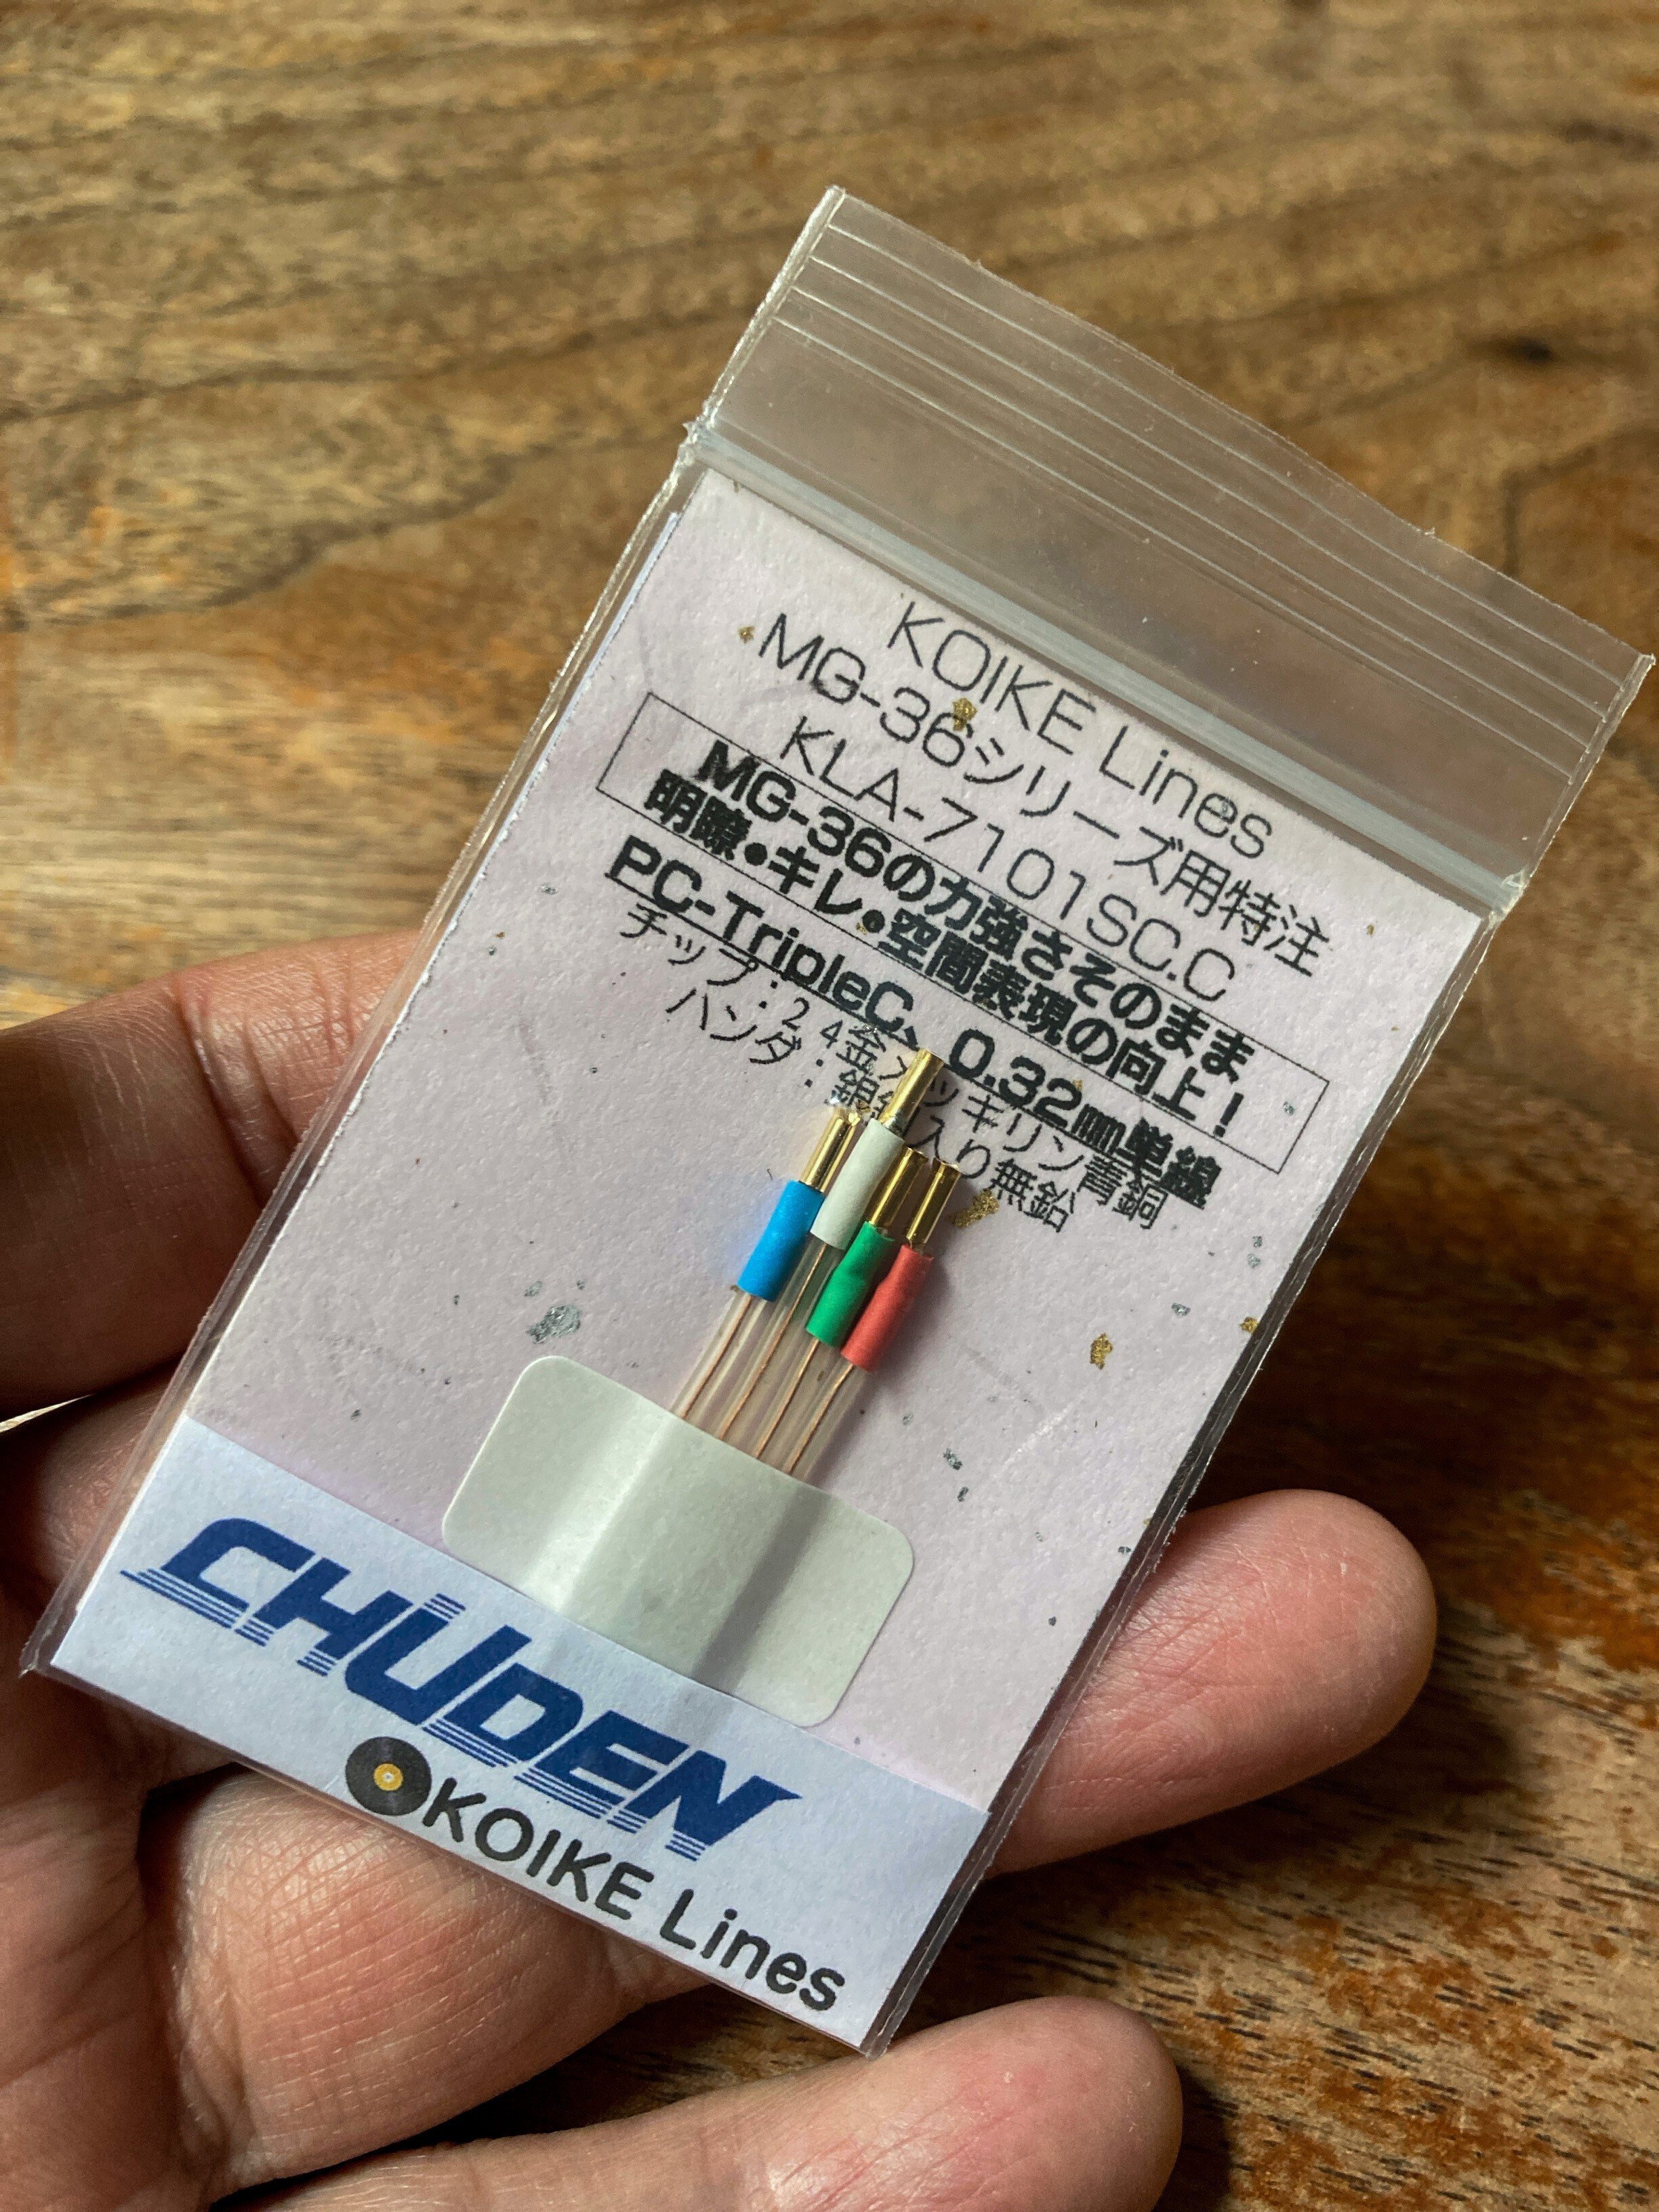 KOIKE Lines
MG-36シリーズ用特注
KLA-7101SC.C
MG-36の力強さそのまま
明瞭・キレ・空間表現の向上！
PC-TripleC、0.32㎜単線
チップ：24金メッキリン青銅
ハンダ：銀 入り無鉛
CHUDEN
KOIKE Lines